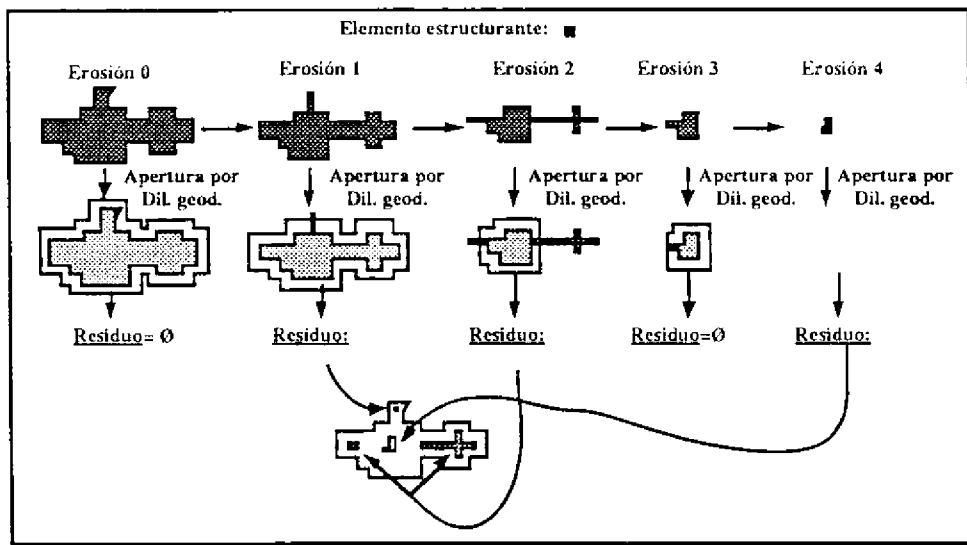 Elemento estructurante:
Erosión 0
Erosión 1
Erosión 2
Erosión 3
Erosión 4
Apertura por
Dil. geod.
Apertura por
Dil. geod.
Apertura por
Dil. geod.
Apertura por
Dil. geod.
Apertura por
Dil. geod.
Residuo= Ø
Residuo:
Residuo:
Residuo=Ø
Residuo: